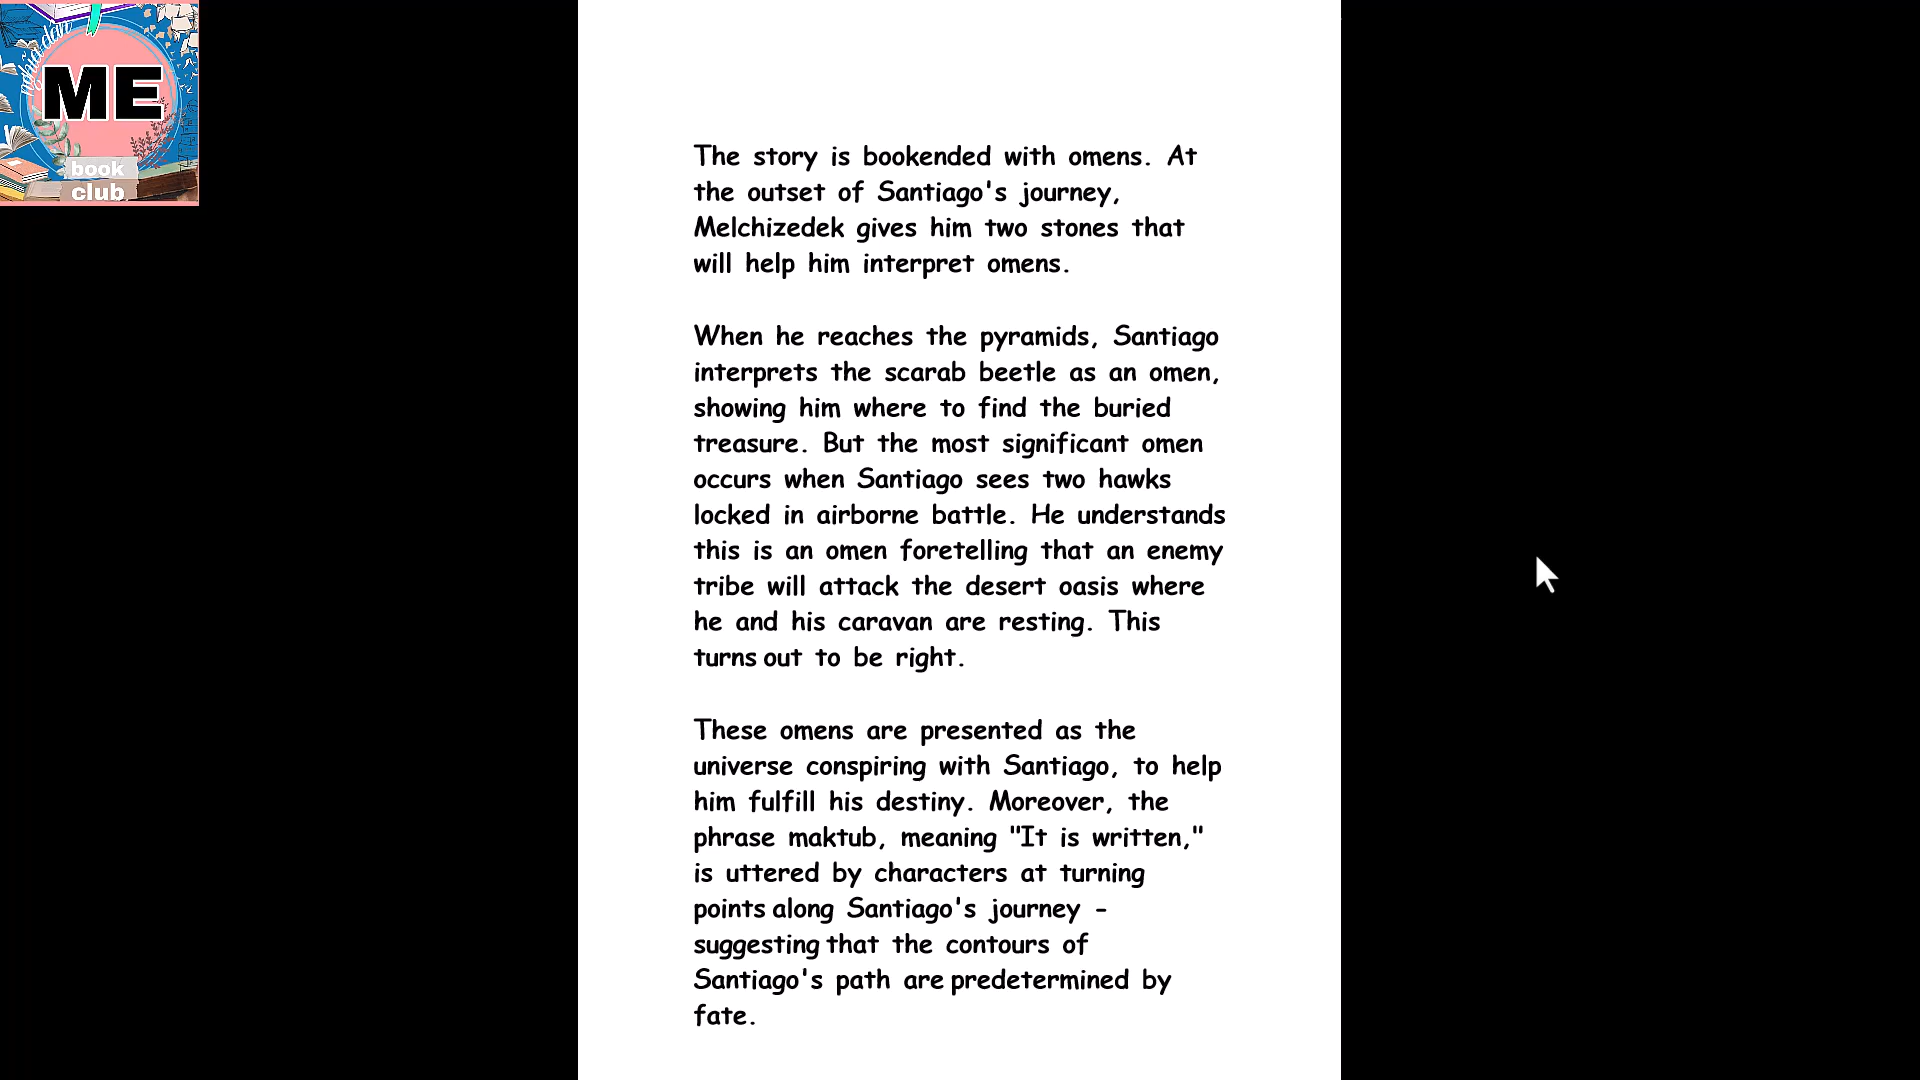 ME
book
club
The story is bookended with omens. At
the outset of Santiago's journey,
Melchizedek gives him two stones that
will help him interpret omens.
When he reaches the pyramids, Santiago
interprets the scarab beetle as an omen,
showing him where to find the buried
treasure. But the most significant omen
occurs when Santiago sees two hawks
locked in airborne battle. He understands
this is an omen foretelling that an enemy
tribe will attack the desert oasis where
he and his caravan are resting. This
turns out to be right.
These omens are presented as the
universe conspiring with Santiago, to help
him fulfill his destiny. Moreover, the
phrase maktub, meaning "It is written,"
is uttered by characters at turning
points along Santiago's journey -
suggesting that the contours of
Santiago's path are predetermined by
fate.